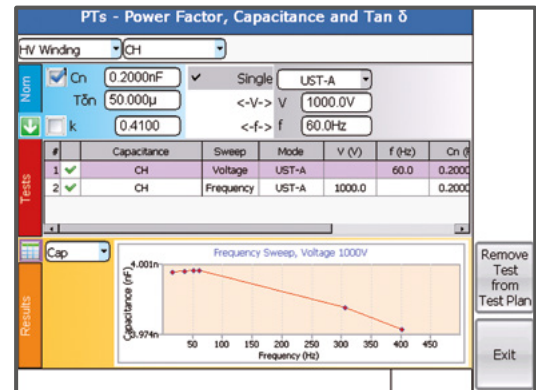 PTs - Power Factor, Capacitance and Tan δ
HV Winding CH
Nom
Cn 0.2000nF Single UST-A
Tδn 50.000µ <-V-> V 1000.0V
k 0.4100 <-f-> f 60.0Hz
Tests
# Capacitance Sweep Mode V (V) f (Hz) Cn
1 CH Voltage UST-A 60.0 0.2000
2 CH Frequency UST-A 1000.0 0.2000
Results
Cap
Frequency Sweep, Voltage 1000V
Capacitance (nF)
4.001n
3.974n
50 100 150 200 250 300 350 400 450
Frequency (Hz)
Remove
Test
from
Test Plan
Exit